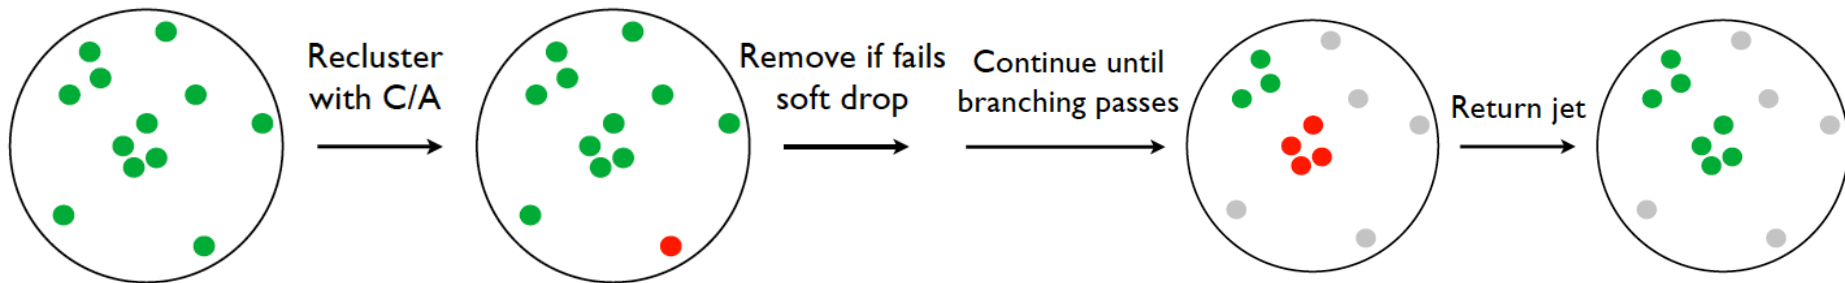 Recluster
with C/A
Remove if fails
soft drop
Continue until
branching passes
Return jet